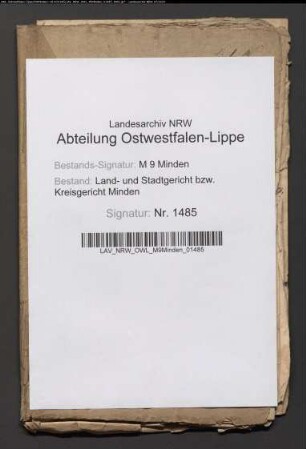 Landesarchiv NRW
Abteilung Ostwestfalen-Lippe
Bestands-Signatur: M 9 Minden
Bestand: Land- und Stadtgericht bzw.
Kreisgericht Minden
Signatur: Nr. 1485
LAV_NRW_OWL_M9Minden_01485